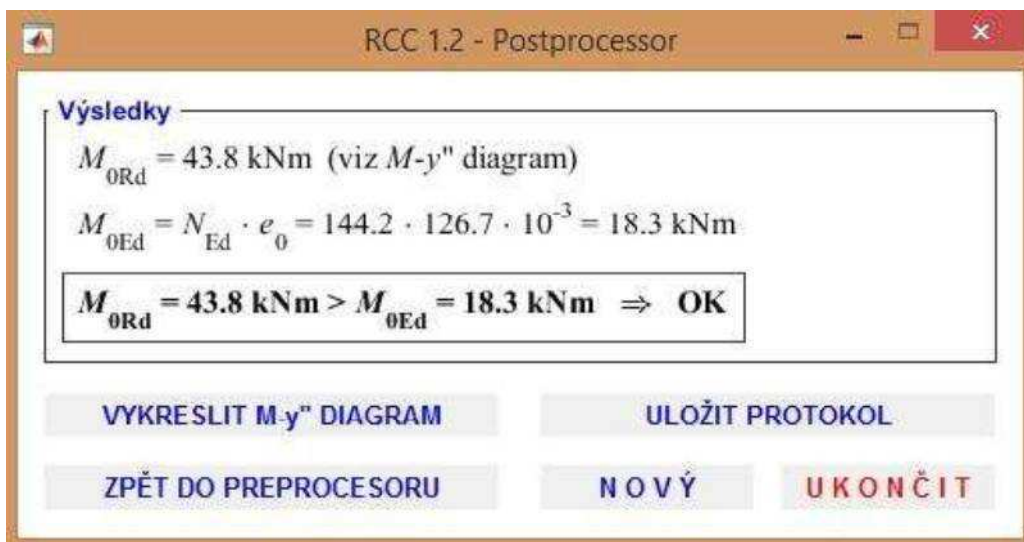 RCC 1.2 - Postprocessor
Výsledky
M0Rd = 43.8 kNm (viz M-y" diagram)
M0Ed = NEd · e0 = 144.2 · 126.7 · 10-3 = 18.3 kNm
M0Rd = 43.8 kNm > M0Ed = 18.3 kNm ⇒ OK
VYKRESLIT M-y" DIAGRAM
ULOŽIT PROTOKOL
ZPĚT DO PREPROCESORU
NOVÝ
UKONČIT